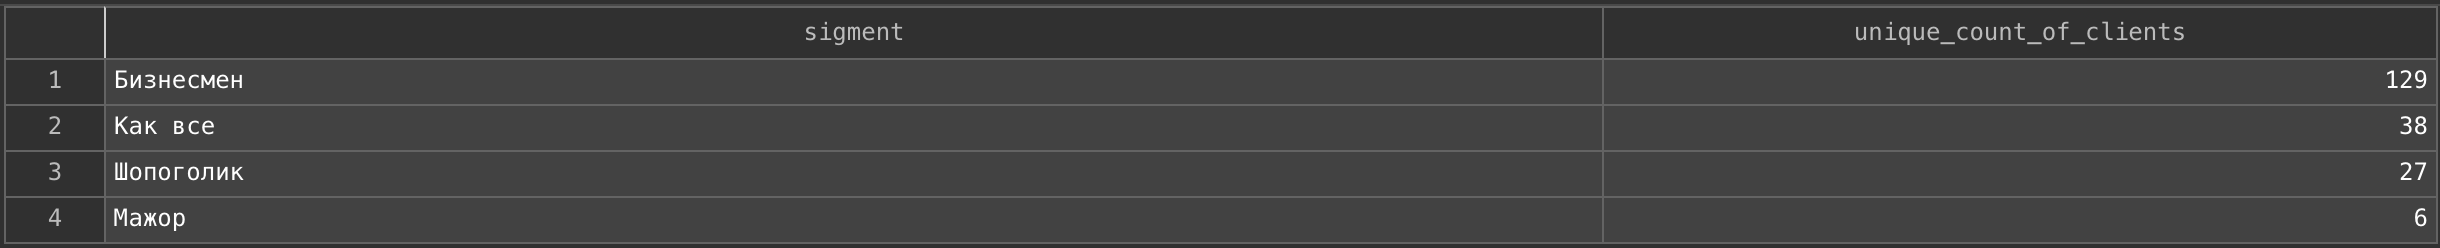 sigment unique_count_of_clients
1 Бизнесмен 129
2 Как все 38
3 Шопоголик 27
4 Мажор 6